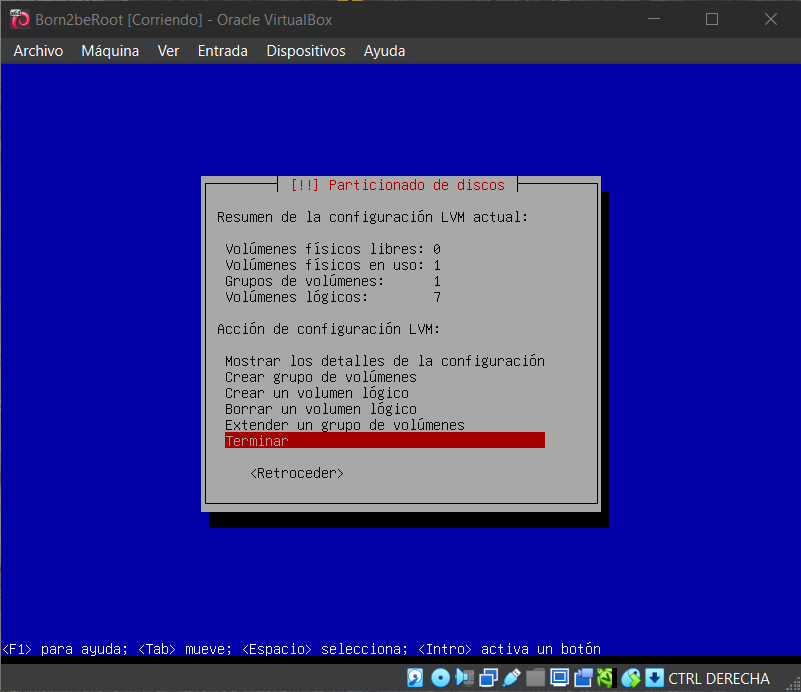 Born2beRoot [Corriendo] - Oracle VirtualBox
Archivo Máquina Ver Entrada Dispositivos Ayuda
[!!] Particionado de discos
Resumen de la configuración LVM actual:
Volúmenes físicos libres: 0
Volúmenes físicos en uso: 1
Grupos de volúmenes: 1
Volúmenes lógicos: 7
Acción de configuración LVM:
Mostrar los detalles de la configuración
Crear grupo de volúmenes
Crear un volumen lógico
Borrar un volumen lógico
Extender un grupo de volúmenes
Terminar
<Retroceder>
<F1> para ayuda; <Tab> mueve; <Espacio> selecciona; <Intro> activa un botón
CTRL DERECHA